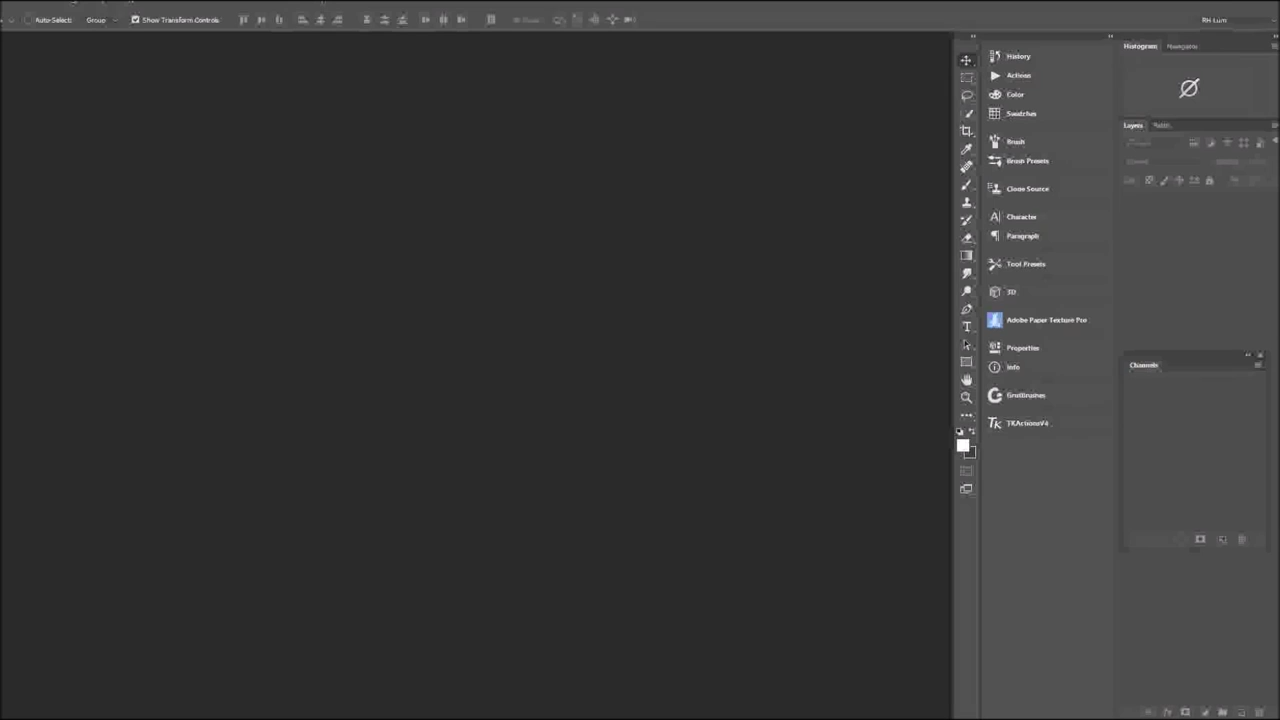 Auto-Select: Group Show Transform Controls
History
Actions
Color
Swatches
Brush
Brush Presets
Clone Source
Character
Paragraph
Tool Presets
3D
Adobe Paper Texture Pro
Properties
Info
GrutBrushes
TKActionsV4
RH-Lum
Histogram Navigator
Layers Paths
Channels